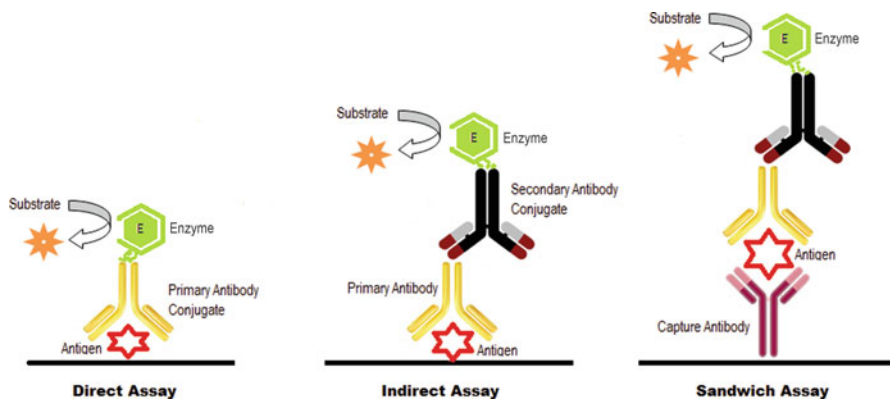 Substrate
E
Enzyme
Primary Antibody
Conjugate
Antigen
Direct Assay
Substrate
E
Enzyme
Secondary Antibody
Conjugate
Primary Antibody
Antigen
Indirect Assay
Substrate
E
Enzyme
Antigen
Capture Antibody
Sandwich Assay